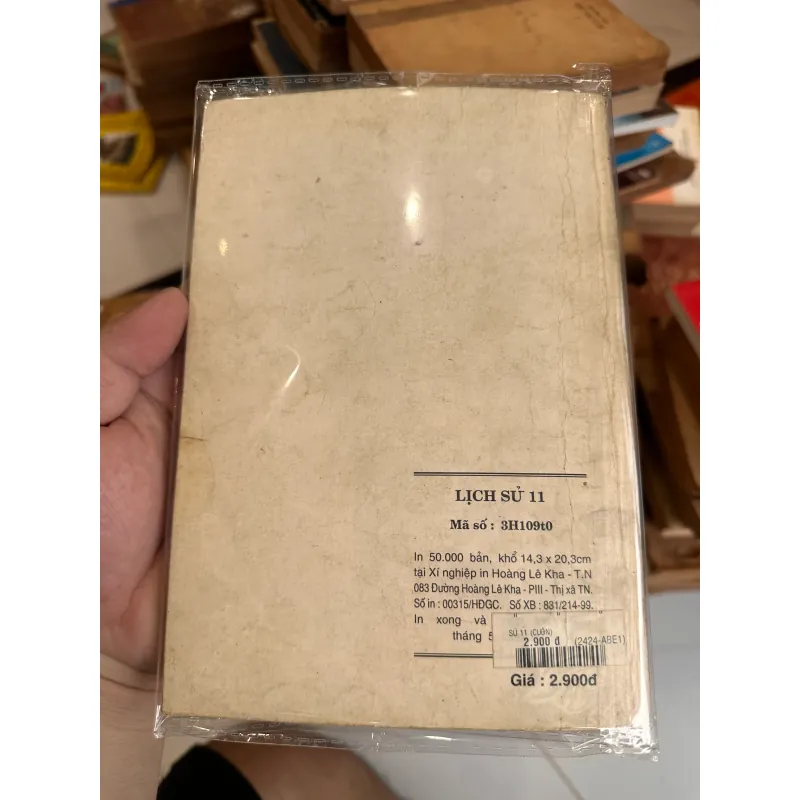 LỊCH SỬ 11
Mã số : 3H109t0
In 50.000 bản, khổ 14,3 x 20,3cm
tại Xí nghiệp in Hoàng Lê Kha - T.N
083 Đường Hoàng Lê Kha - PIII - Thị xã TN.
Số in : 00315/HĐGC. Số XB : 831/214-99.
In xong và
tháng 5
SỬ 11 (CUỐN)
2.900 đ (2424-ABE1)
Giá : 2.900đ